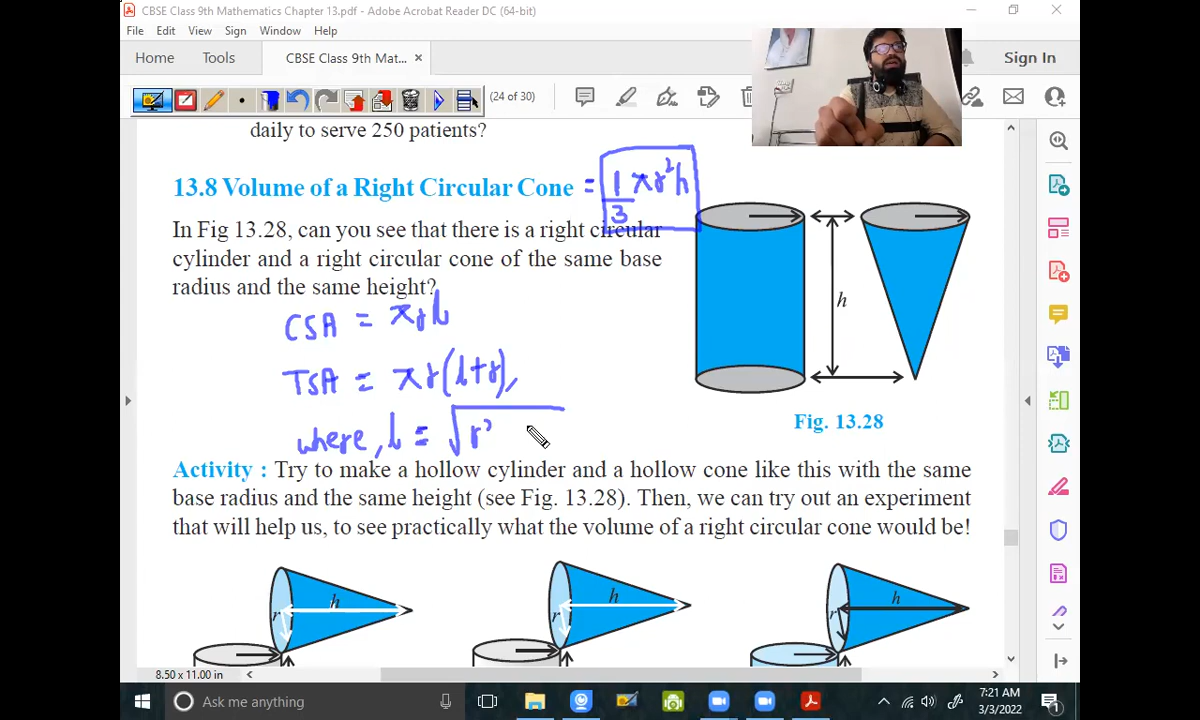 CBSE Class 9th Mathematics Chapter 13.pdf - Adobe Acrobat Reader DC (64-bit)
File Edit View Sign Window Help
Home Tools CBSE Class 9th Mat... × Sign In
(24 of 30)
daily to serve 250 patients?
13.8 Volume of a Right Circular Cone = 1/3 πr²h
In Fig 13.28, can you see that there is a right circular
cylinder and a right circular cone of the same base
radius and the same height?
h
CSA = πrl
TSA = πr(l+r),
Fig. 13.28
where, l = √r²
Activity : Try to make a hollow cylinder and a hollow cone like this with the same
base radius and the same height (see Fig. 13.28). Then, we can try out an experiment
that will help us, to see practically what the volume of a right circular cone would be!
h h h
r r r
8.50 x 11.00 in
Ask me anything
7:21 AM
3/3/2022
1